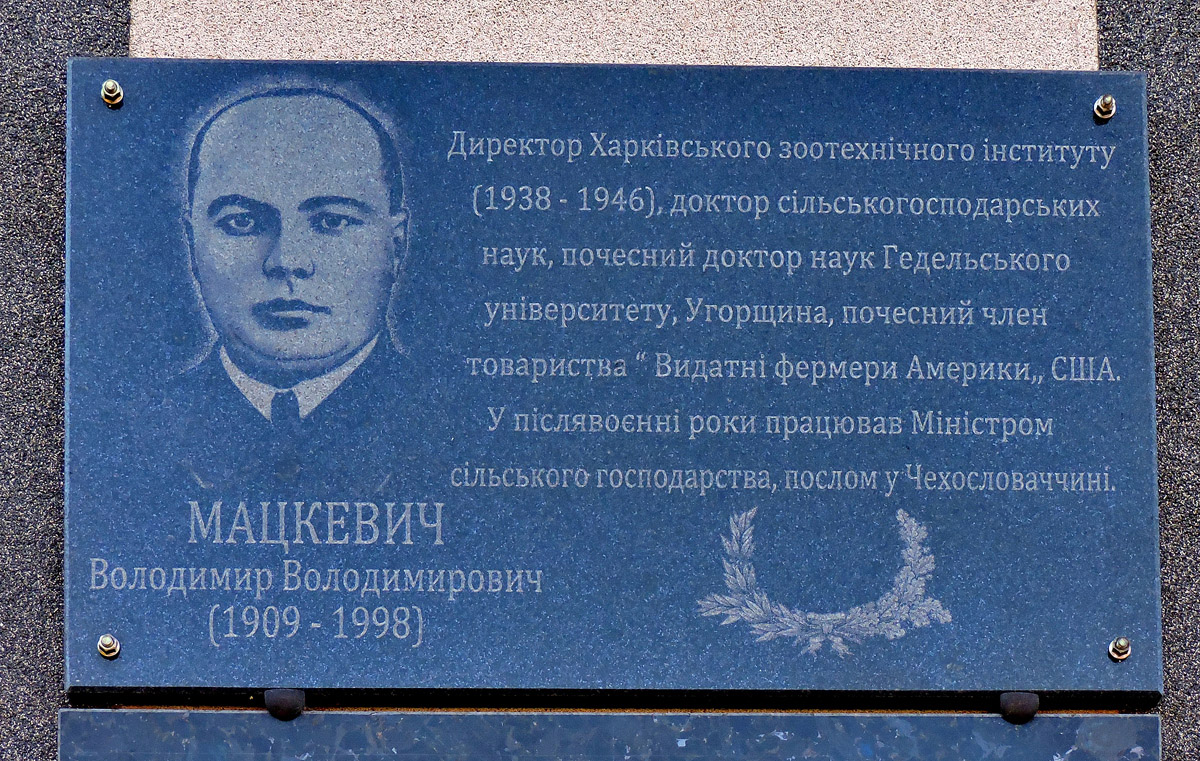 Директор Харківського зоотехнічного інституту
(1938 - 1946), доктор сільськогосподарських
наук, почесний доктор наук Гедельського
університету, Угорщина, почесний член
товариства “ Видатні фермери Америки„ США.
У післявоєнні роки працював Міністром
сільського господарства, послом у Чехословаччині.
МАЦКЕВИЧ
Володимир Володимирович
(1909 - 1998)